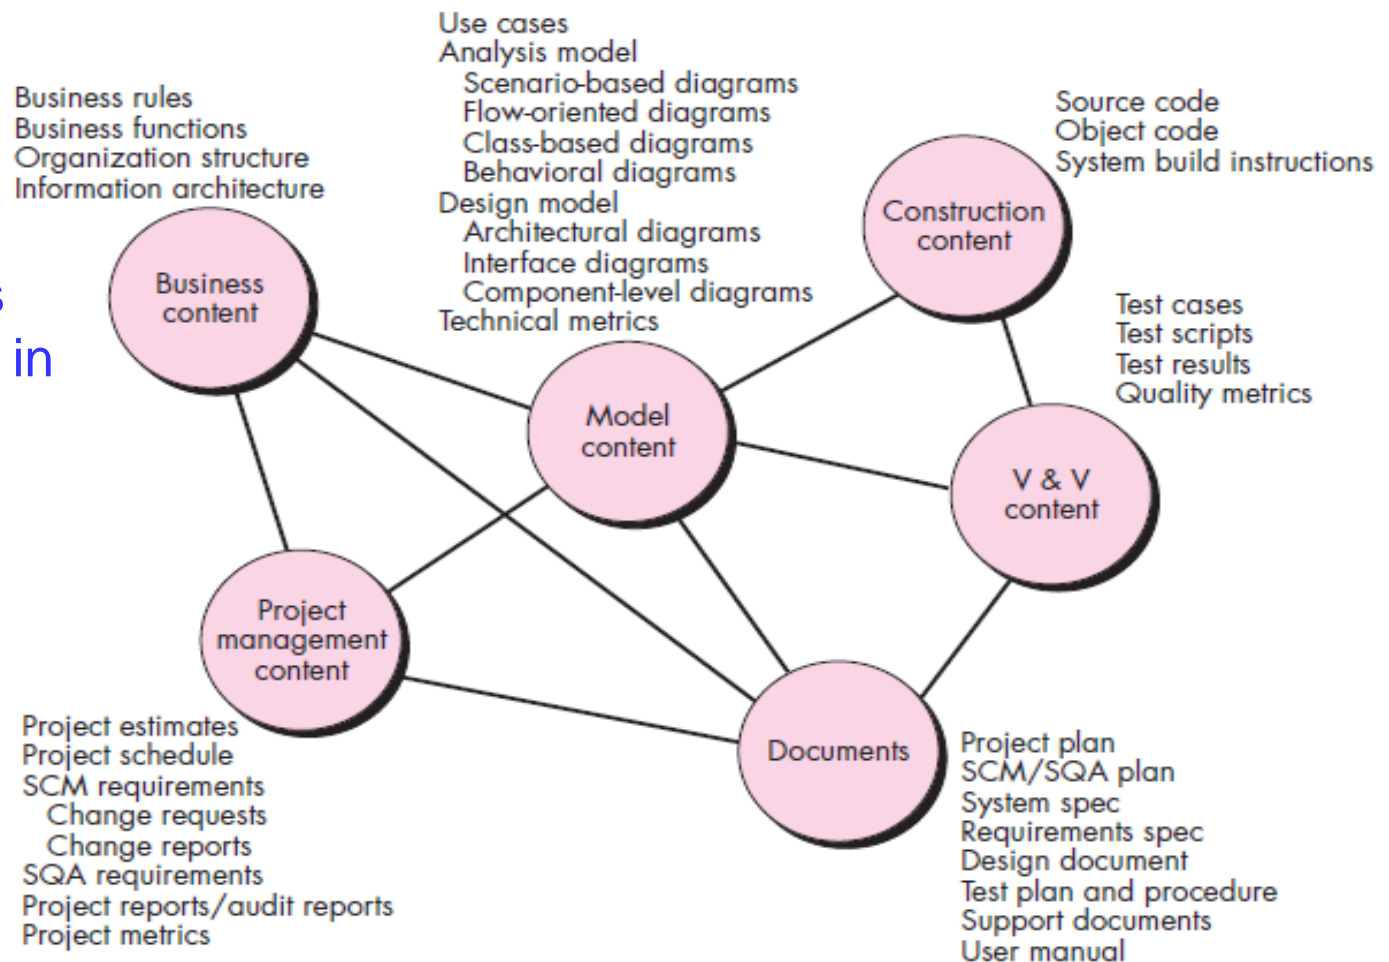 Use cases
Analysis model
Scenario-based diagrams
Flow-oriented diagrams
Class-based diagrams
Behavioral diagrams
Design model
Architectural diagrams
Interface diagrams
Component-level diagrams
Technical metrics
Business rules
Business functions
Organization structure
Information architecture
Source code
Object code
System build instructions
Construction
content
Business
content
s
in
Test cases
Test scripts
Test results
Quality metrics
Model
content
V & V
content
Project
management
content
Project estimates
Project schedule
SCM requirements
Change requests
Change reports
SQA requirements
Project reports/audit reports
Project metrics
Documents
Project plan
SCM/SQA plan
System spec
Requirements spec
Design document
Test plan and procedure
Support documents
User manual